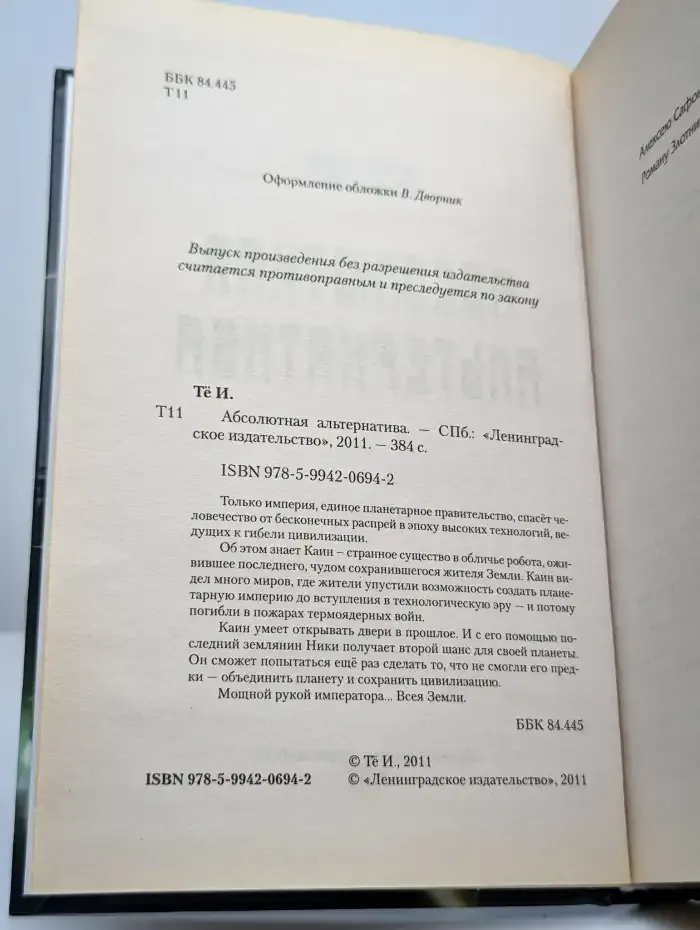 ББК 84.445
Т11
Оформление обложки В. Дворник
Выпуск произведения без разрешения издательства
считается противоправным и преследуется по закону
Тё И.
Т11 Абсолютная альтернатива. — СПб.: «Ленинград-
ское издательство», 2011. — 384 с.
ISBN 978-5-9942-0694-2
Только империя, единое планетарное правительство, спасёт че-
ловечество от бесконечных распрей в эпоху высоких технологий, ве-
дущих к гибели цивилизации.
Об этом знает Каин – странное существо в обличье робота, ожи-
вившее последнего, чудом сохранившегося жителя Земли. Каин ви-
дел много миров, где жители упустили возможность создать плане-
тарную империю до вступления в технологическую эру — и потому
погибли в пожарах термоядерных войн.
Каин умеет открывать двери в прошлое. И с его помощью по-
следний землянин Ники получает второй шанс для своей планеты.
Он сможет попытаться ещё раз сделать то, что не смогли его пред-
ки — объединить планету и сохранить цивилизацию.
Мощной рукой императора... Всея Земли.
ББК 84.445
© Тё И., 2011
ISBN 978-5-9942-0694-2 © «Ленинградское издательство», 2011
Алексею
Роману